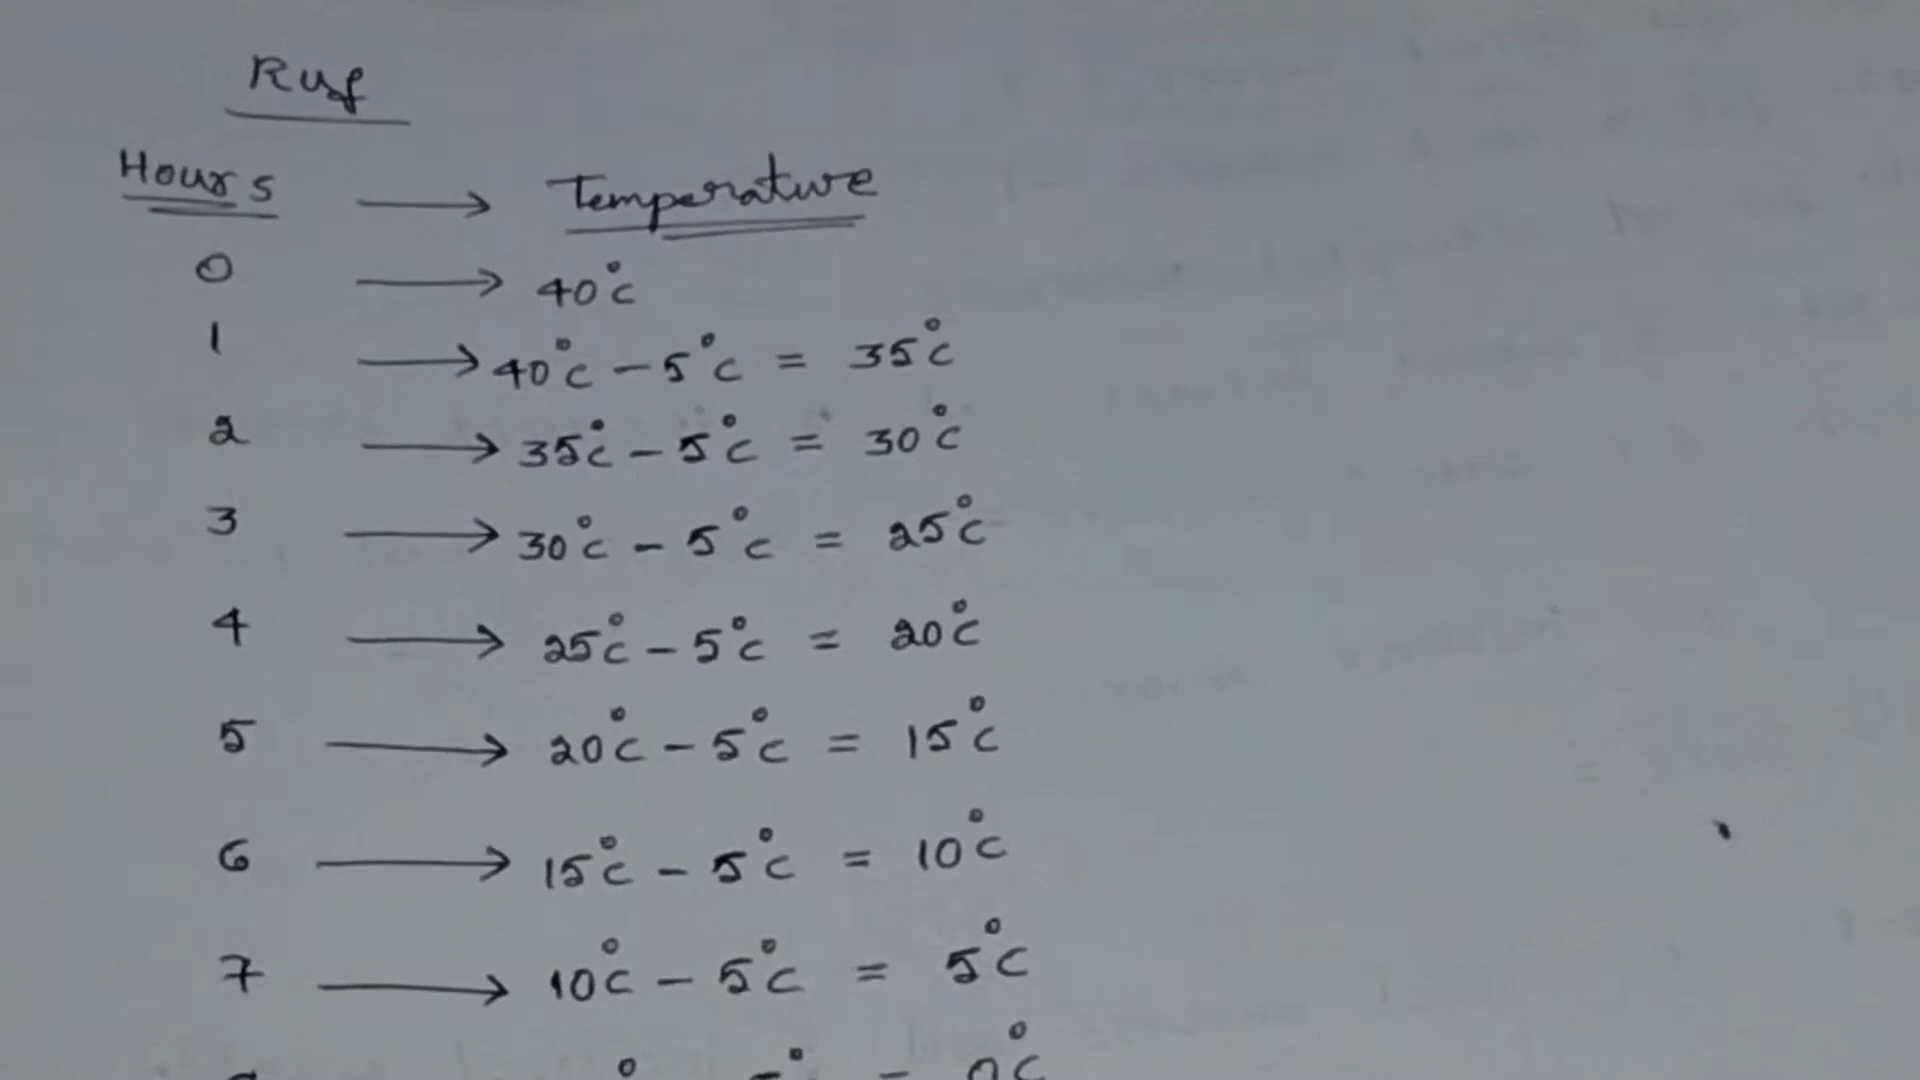 Ruf
Hours → Temperature
0 → 40°C
1 → 40°C - 5°C = 35°C
2 → 35°C - 5°C = 30°C
3 → 30°C - 5°C = 25°C
4 → 25°C - 5°C = 20°C
5 → 20°C - 5°C = 15°C
6 → 15°C - 5°C = 10°C
7 → 10°C - 5°C = 5°C